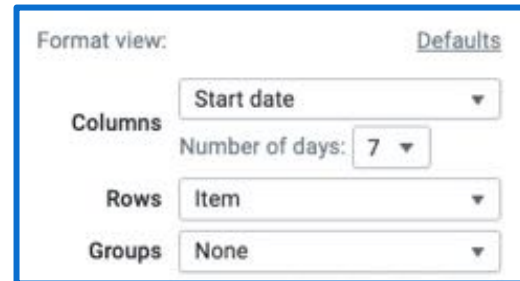 Format view: Defaults
Columns Start date
Number of days: 7
Rows Item
Groups None